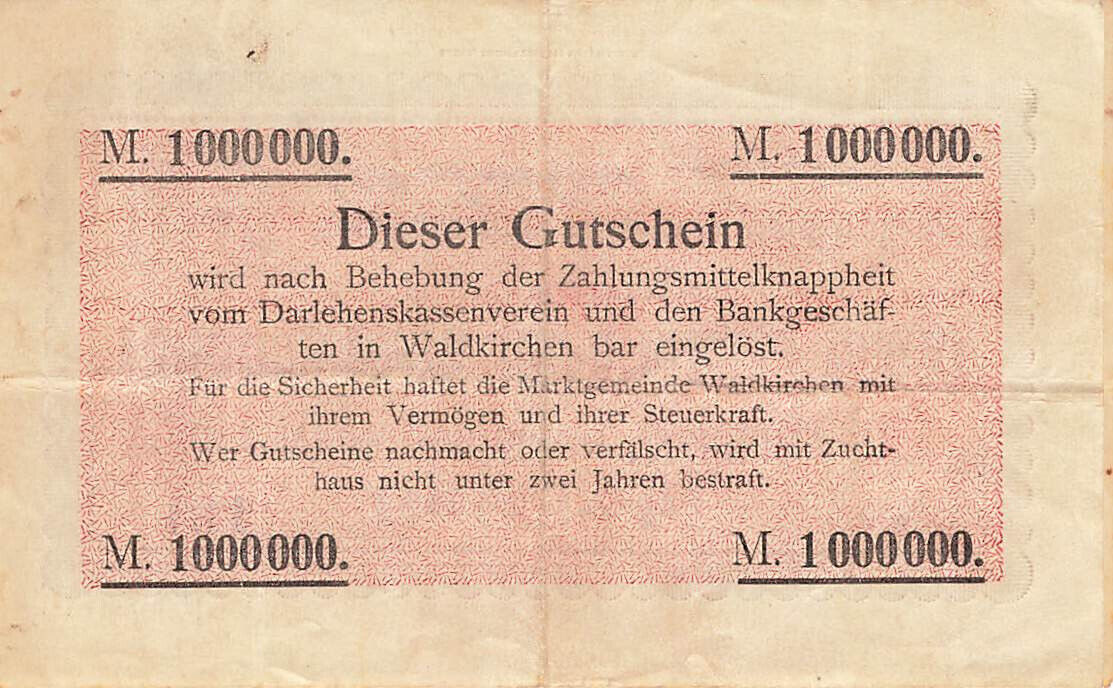 M. 1000000. M. 1000000.
Dieser Gutschein
wird nach Behebung der Zahlungsmittelknappheit
vom Darlehenskassenverein und den Bankgeschäf-
ten in Waldkirchen bar eingelöst.
Für die Sicherheit haftet die Marktgemeinde Waldkirchen mit
ihrem Vermögen und ihrer Steuerkraft.
Wer Gutscheine nachmacht oder verfälscht, wird mit Zucht-
haus nicht unter zwei Jahren bestraft.
M. 1000000. M. 1000000.